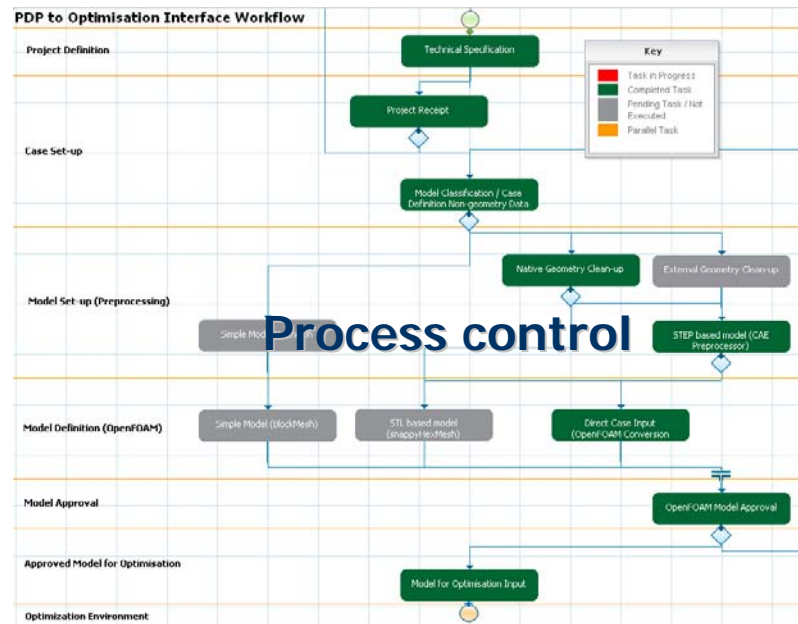 PDP to Optimisation Interface Workflow
Project Definition
Technical Specification
Key
Task in Progress
Completed Task
Pending Task / Not
Executed
Parallel Task
Project Receipt
Case Set-up
Model Classification / Case
Definition Non-geometry Data
Native Geometry Clean-up
External Geometry Clean-up
Model Set-up (Preprocessing)
Simple Mod
Process control
STEP based model (CAE
Preprocessor)
Model Definition (OpenFOAM)
Simple Model (blockMesh)
STL based model
(snappyHexMesh)
Direct Case Input
(OpenFOAM Conversion
Model Approval
OpenFOAM Model Approval
Approved Model for Optimisation
Model for Optimisation Input
Optimization Environment